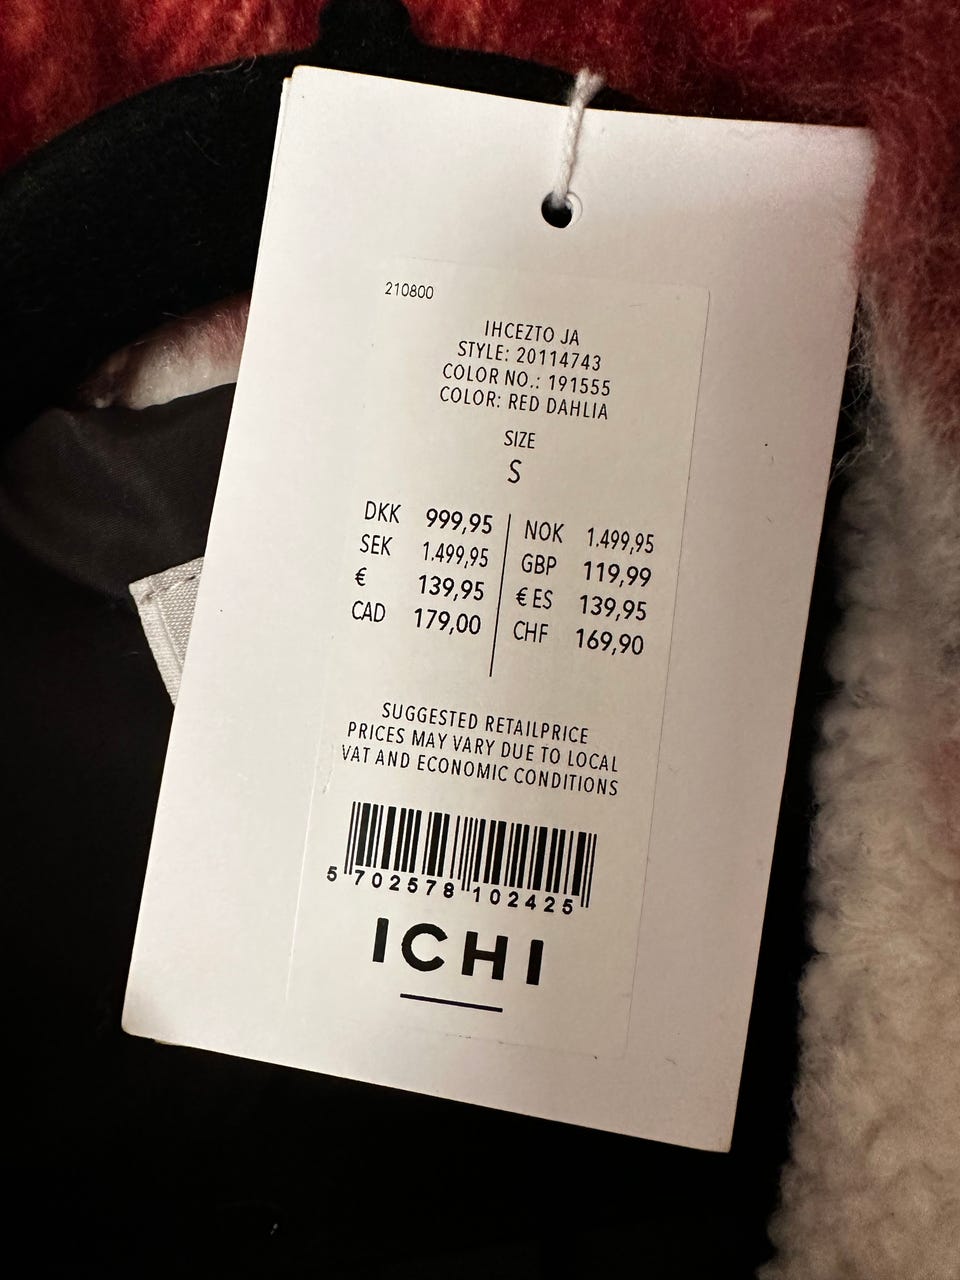 210800
IHCEZTO JA
STYLE: 20114743
COLOR NO.: 191555
COLOR: RED DAHLIA
SIZE
S
DKK 999,95 NOK 1.499,95
SEK 1.499,95 GBP 119,99
€ 139,95 € ES 139,95
CAD 179,00 CHF 169,90
SUGGESTED RETAILPRICE
PRICES MAY VARY DUE TO LOCAL
VAT AND ECONOMIC CONDITIONS
5 702578 102425
ICHI